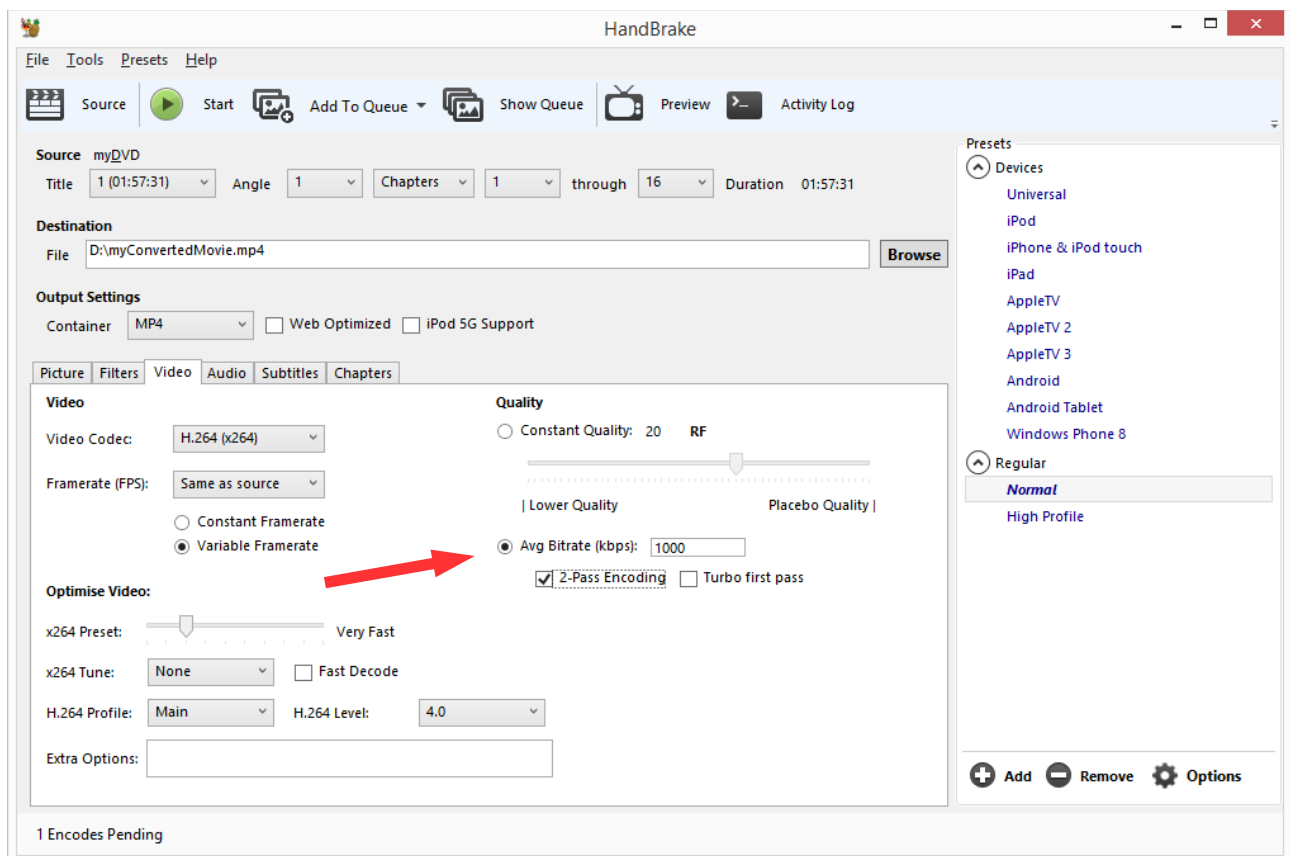 HandBrake
File Tools Presets Help
Source Start Add To Queue Show Queue Preview Activity Log
Source myDVD
Title 1 (01:57:31) Angle 1 Chapters 1 through 16 Duration 01:57:31
Destination
File D:\myConvertedMovie.mp4 Browse
Output Settings
Container MP4 Web Optimized iPod 5G Support
Picture Filters Video Audio Subtitles Chapters
Video
Video Codec: H.264 (x264)
Framerate (FPS): Same as source
Constant Framerate
Variable Framerate
Optimise Video:
x264 Preset: Very Fast
x264 Tune: None Fast Decode
H.264 Profile: Main H.264 Level: 4.0
Extra Options:
Quality
Constant Quality: 20 RF
| Lower Quality Placebo Quality |
Avg Bitrate (kbps): 1000
2-Pass Encoding Turbo first pass
Presets
Devices
Universal
iPod
iPhone & iPod touch
iPad
AppleTV
AppleTV 2
AppleTV 3
Android
Android Tablet
Windows Phone 8
Regular
Normal
High Profile
Add Remove Options
1 Encodes Pending